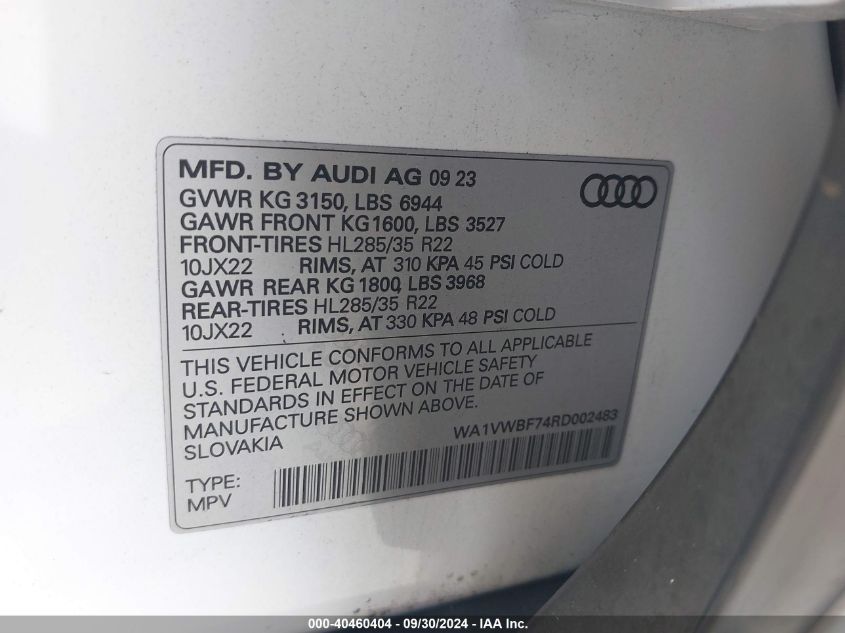 MFD. BY AUDI AG 09 23
GVWR KG 3150, LBS 6944
GAWR FRONT KG1600, LBS 3527
FRONT-TIRES HL285/35 R22
10JX22 RIMS, AT 310 KPA 45 PSI COLD
GAWR REAR KG 1800, LBS 3968
REAR-TIRES HL285/35 R22
10JX22 RIMS, AT 330 KPA 48 PSI COLD
THIS VEHICLE CONFORMS TO ALL APPLICABLE
U.S. FEDERAL MOTOR VEHICLE SAFETY
STANDARDS IN EFFECT ON THE DATE OF
MANUFACTURE SHOWN ABOVE.
SLOVAKIA WA1VWBF74RD002483
TYPE:
MPV
000-40460404 - 09/30/2024 - IAA, Inc.